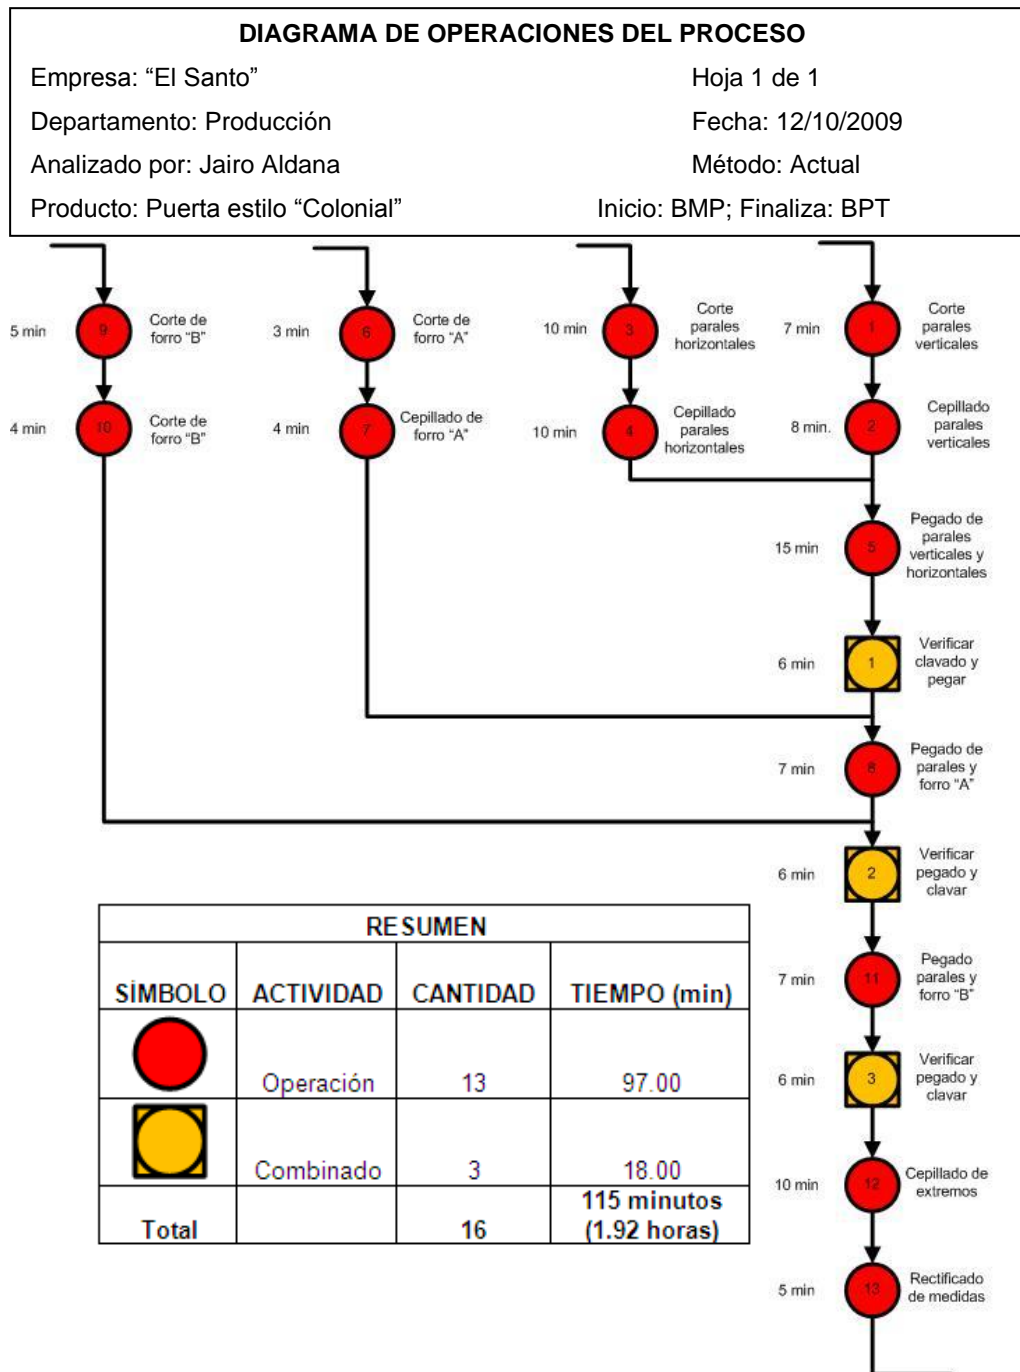 DIAGRAMA DE OPERACIONES DEL PROCESO
Empresa: “El Santo” Hoja 1 de 1
Departamento: Producción Fecha: 12/10/2009
Analizado por: Jairo Aldana Método: Actual
Producto: Puerta estilo “Colonial” Inicio: BMP; Finaliza: BPT
5 min
9
Corte de
forro “B”
3 min
6
Corte de
forro “A”
10 min
3
Corte
parales
horizontales
7 min
1
Corte
parales
verticales
4 min
10
Corte de
forro “B”
4 min
7
Cepillado de
forro “A”
10 min
4
Cepillado
parales
horizontales
8 min.
2
Cepillado
parales
verticales
15 min
5
Pegado de
parales
verticales y
horizontales
6 min
1
Verificar
clavado y
pegar
7 min
8
Pegado de
parales y
forro “A”
6 min
2
Verificar
pegado y
clavar
7 min
11
Pegado
parales y
forro “B”
6 min
3
Verificar
pegado y
clavar
10 min
12
Cepillado de
extremos
5 min
13
Rectificado
de medidas
RESUMEN
SÍMBOLO ACTIVIDAD CANTIDAD TIEMPO (min)
Operación 13 97.00
Combinado 3 18.00
Total 16 115 minutos
(1.92 horas)